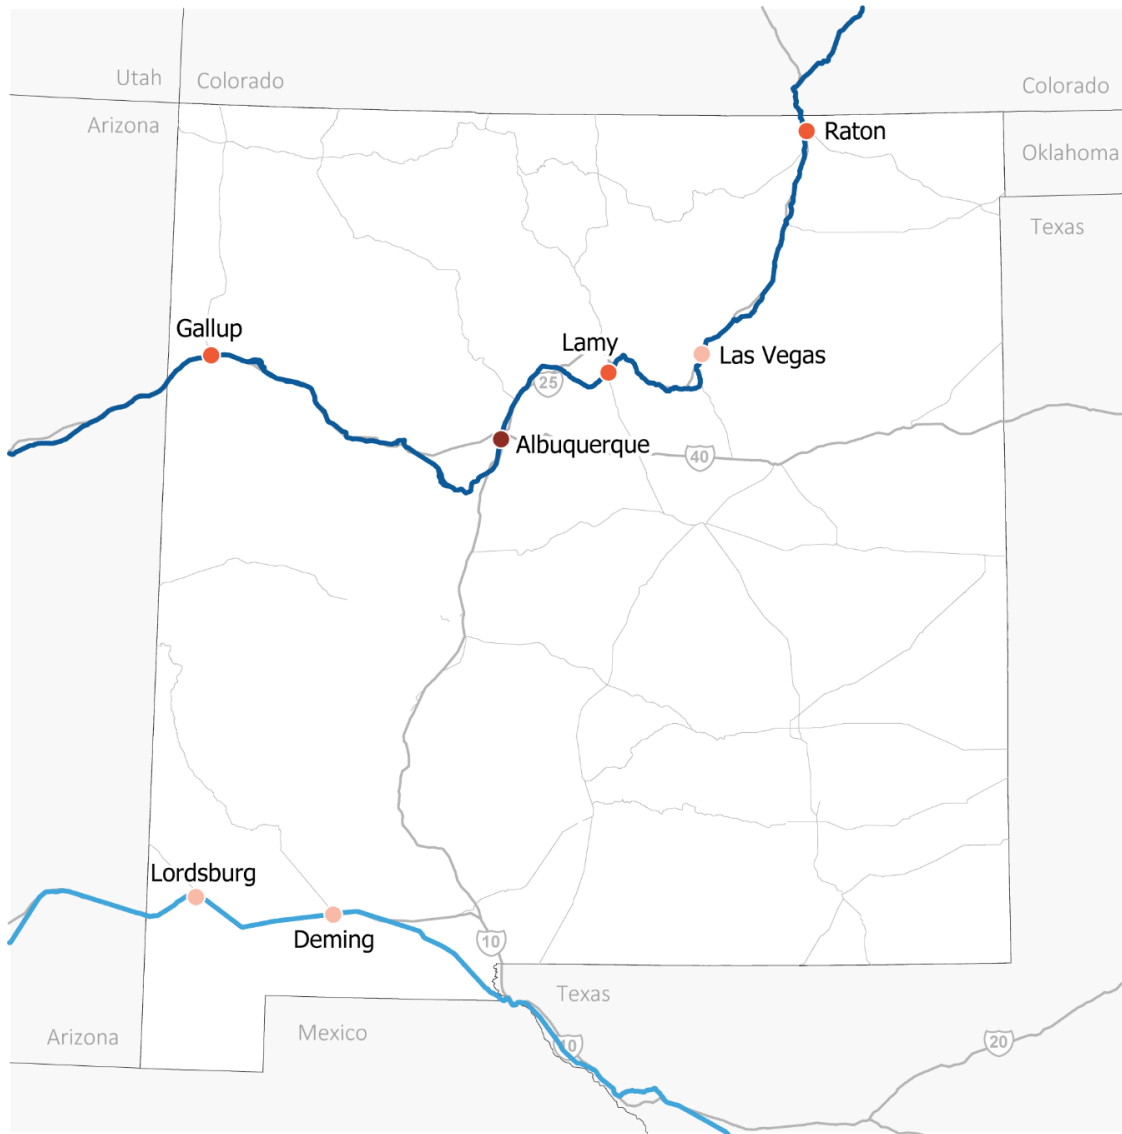 Utah
Colorado
Colorado
Arizona
Raton
Oklahoma
Texas
Gallup
Lamy
Las Vegas
25
Albuquerque
40
Lordsburg
Deming
10
Texas
Mexico
Arizona
10
20